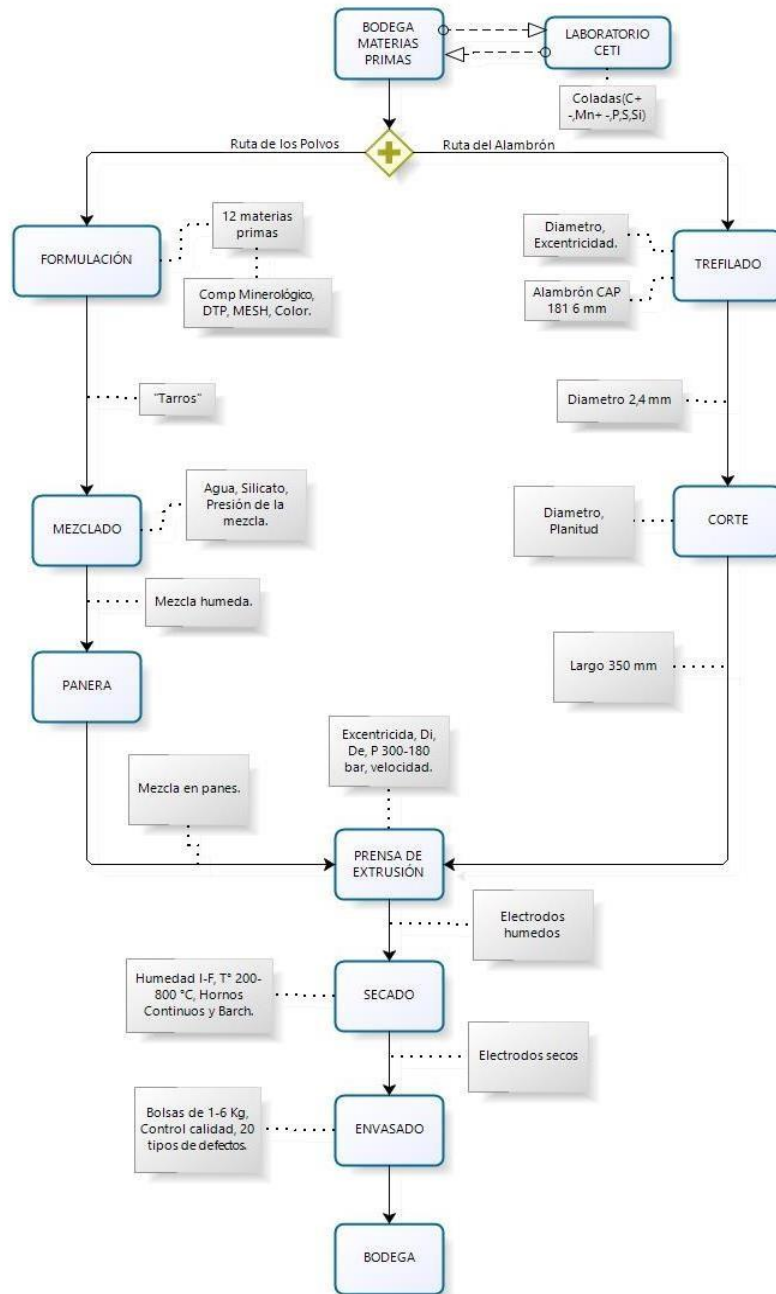 BODEGA
MATERIAS
PRIMAS
LABORATORIO
CETI
Coladas(C+
-,Mn+ -,P,S,Si)
Ruta de los Polvos
Ruta del Alambrón
FORMULACIÓN
12 materias
primas
Comp Minerológico,
DTP, MESH, Color.
Diametro,
Excentricidad.
Alambrón CAP
181 6 mm
TREFILADO
"Tarros"
Diametro 2,4 mm
MEZCLADO
Agua, Silicato,
Presión de la
mezcla.
Diametro,
Planitud
CORTE
Mezcla humeda.
PANERA
Largo 350 mm
Mezcla en panes.
Excentricida, Di,
De, P 300-180
bar, velocidad.
PRENSA DE
EXTRUSIÓN
Electrodos
humedos
Humedad I-F, T° 200-
800 °C, Hornos
Continuos y Barch.
SECADO
Electrodos secos
Bolsas de 1-6 Kg,
Control calidad, 20
tipos de defectos.
ENVASADO
BODEGA